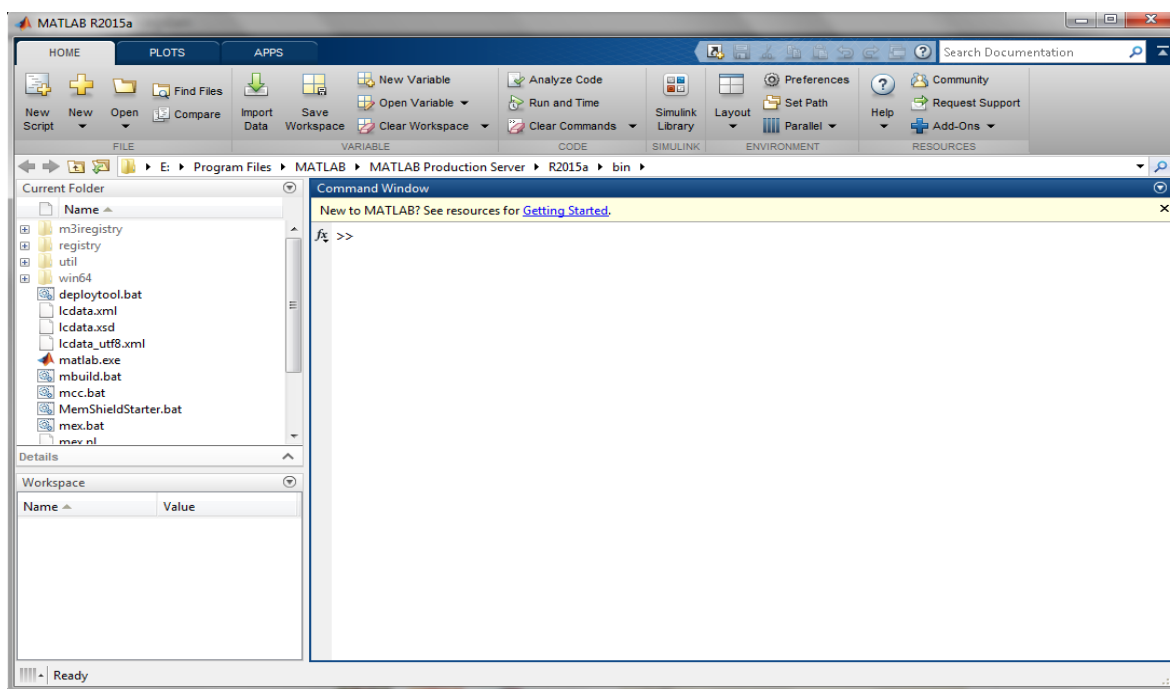 MATLAB R2015a
HOME PLOTS APPS Search Documentation
New Script New Open Find Files Compare Import Data Save Workspace New Variable Open Variable Clear Workspace Analyze Code Run and Time Clear Commands Simulink Library Layout Preferences Set Path Parallel Help Community Request Support Add-Ons
FILE VARIABLE CODE SIMULINK ENVIRONMENT RESOURCES
E: Program Files MATLAB MATLAB Production Server R2015a bin
Current Folder
Name
m3iregistry
registry
util
win64
deploytool.bat
lcdata.xml
lcdata.xsd
lcdata_utf8.xml
matlab.exe
mbuild.bat
mcc.bat
MemShieldStarter.bat
mex.bat
mex.pl
Details
Workspace
Name Value
Command Window
New to MATLAB? See resources for Getting Started.
fx >>
Ready